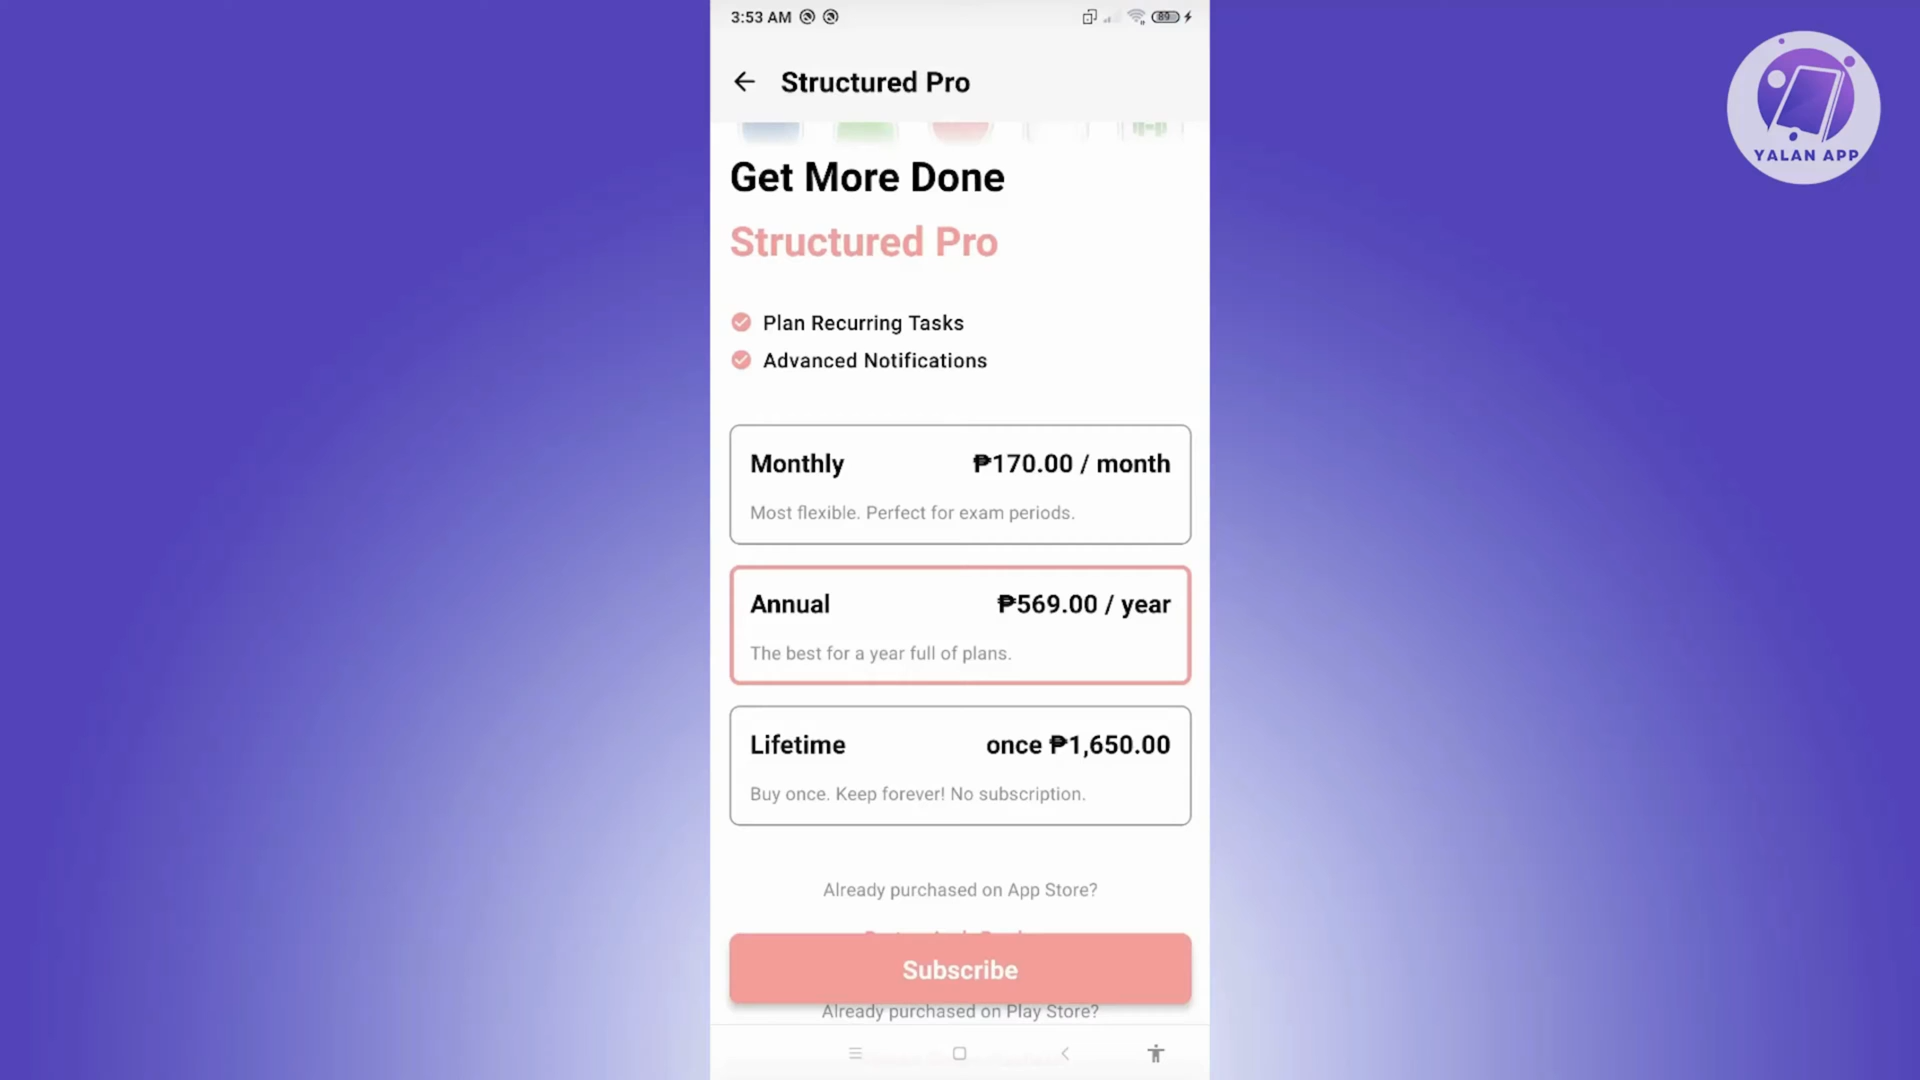 3:53 AM
89
Structured Pro
YALAN APP
Get More Done
Structured Pro
Plan Recurring Tasks
Advanced Notifications
Monthly ₱170.00 / month
Most flexible. Perfect for exam periods.
Annual ₱569.00 / year
The best for a year full of plans.
Lifetime once ₱1,650.00
Buy once. Keep forever! No subscription.
Already purchased on App Store?
Subscribe
Already purchased on Play Store?